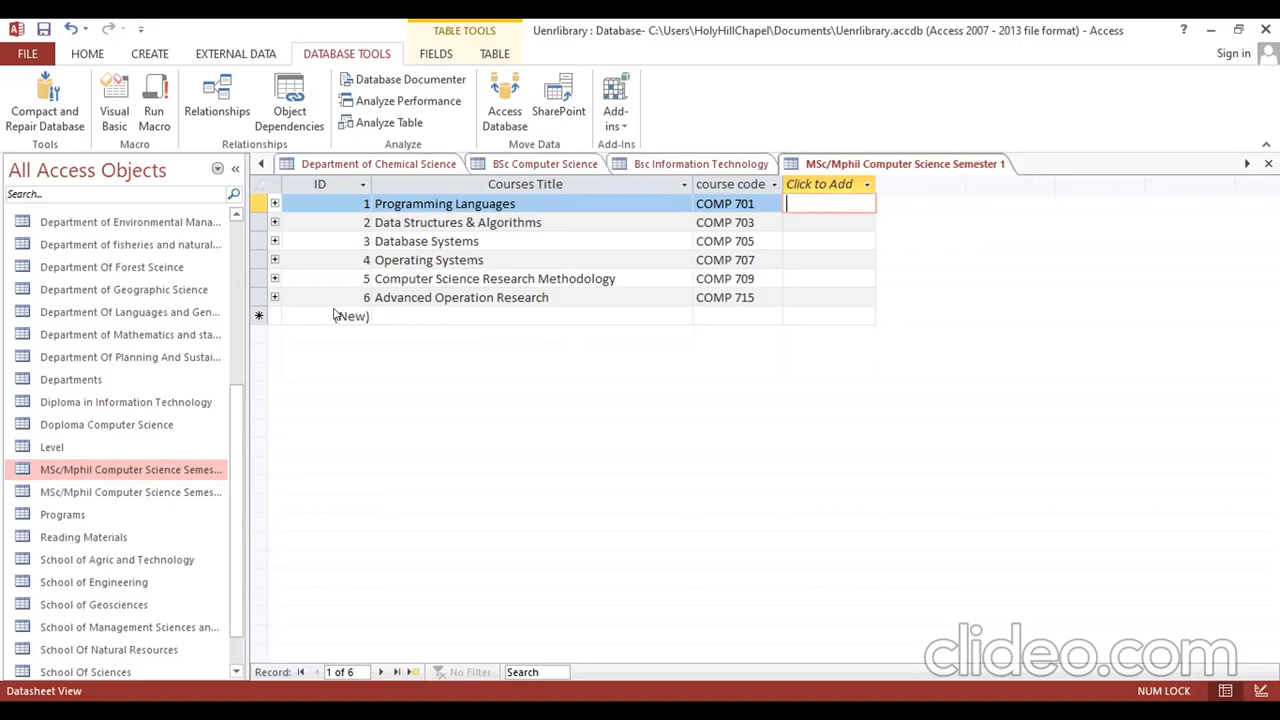 TABLE TOOLS
Uenrlibrary : Database- C:\Users\HolyHillChapel\Documents\Uenrlibrary.accdb (Access 2007 - 2013 file format) - Access
FILE HOME CREATE EXTERNAL DATA DATABASE TOOLS FIELDS TABLE Sign in
Compact and
Repair Database
Visual
Basic
Run
Macro
Relationships
Object
Dependencies
Database Documenter
Analyze Performance
Analyze Table
Access
Database
SharePoint
Add-
ins
Tools Macro Relationships Analyze Move Data Add-Ins
All Access Objects
Search...
Department of Environmental Mana...
Department of fisheries and natural...
Department Of Forest Sceince
Department of Geographic Science
Department Of Languages and Gen...
Department of Mathematics and sta...
Department Of Planning And Sustai...
Departments
Diploma in Information Technology
Doploma Computer Science
Level
MSc/Mphil Computer Science Semes...
MSc/Mphil Computer Science Semes...
Programs
Reading Materials
School of Agric and Technology
School of Engineering
School of Geosciences
School of Management Sciences an...
School Of Natural Resources
School Of Sciences
Department of Chemical Science BSc Computer Science Bsc Information Technology MSc/Mphil Computer Science Semester 1
ID Courses Title course code Click to Add
1 Programming Languages COMP 701
2 Data Structures & Algorithms COMP 703
3 Database Systems COMP 705
4 Operating Systems COMP 707
5 Computer Science Research Methodology COMP 709
6 Advanced Operation Research COMP 715
New)
Record: 1 of 6 No Filter Search
clideo.com
Datasheet View NUM LOCK